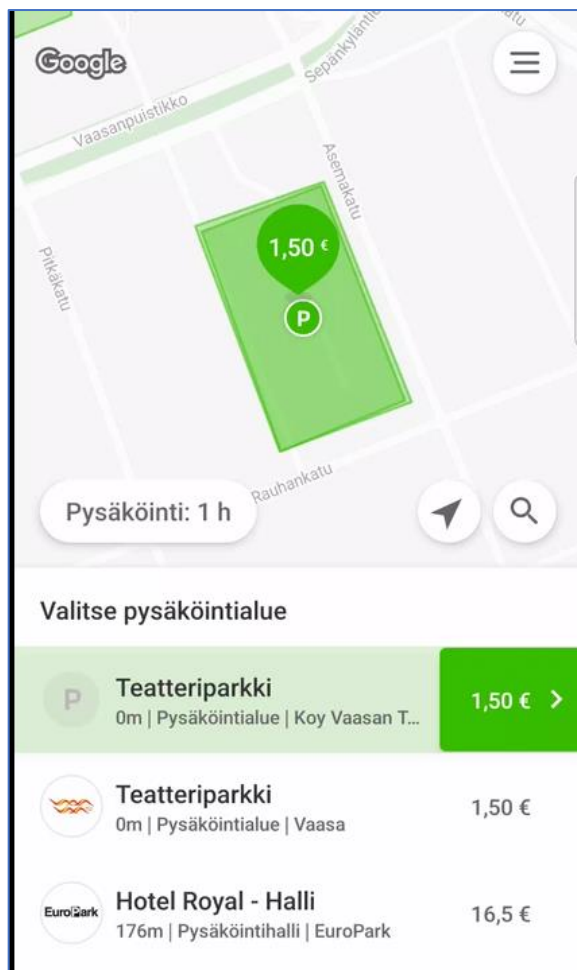 Google
Sepänkyläntie
Vaasanpuistikko
Asemakatu
1,50 €
Pitkäkatu
P
Rauhankatu
Pysäköinti: 1 h
Valitse pysäköintialue
P
Teatteriparkki
1,50 €
0m | Pysäköintialue | Koy Vaasan T...
Teatteriparkki
1,50 €
0m | Pysäköintialue | Vaasa
EuroPark
Hotel Royal - Halli
16,5 €
176m | Pysäköintihalli | EuroPark